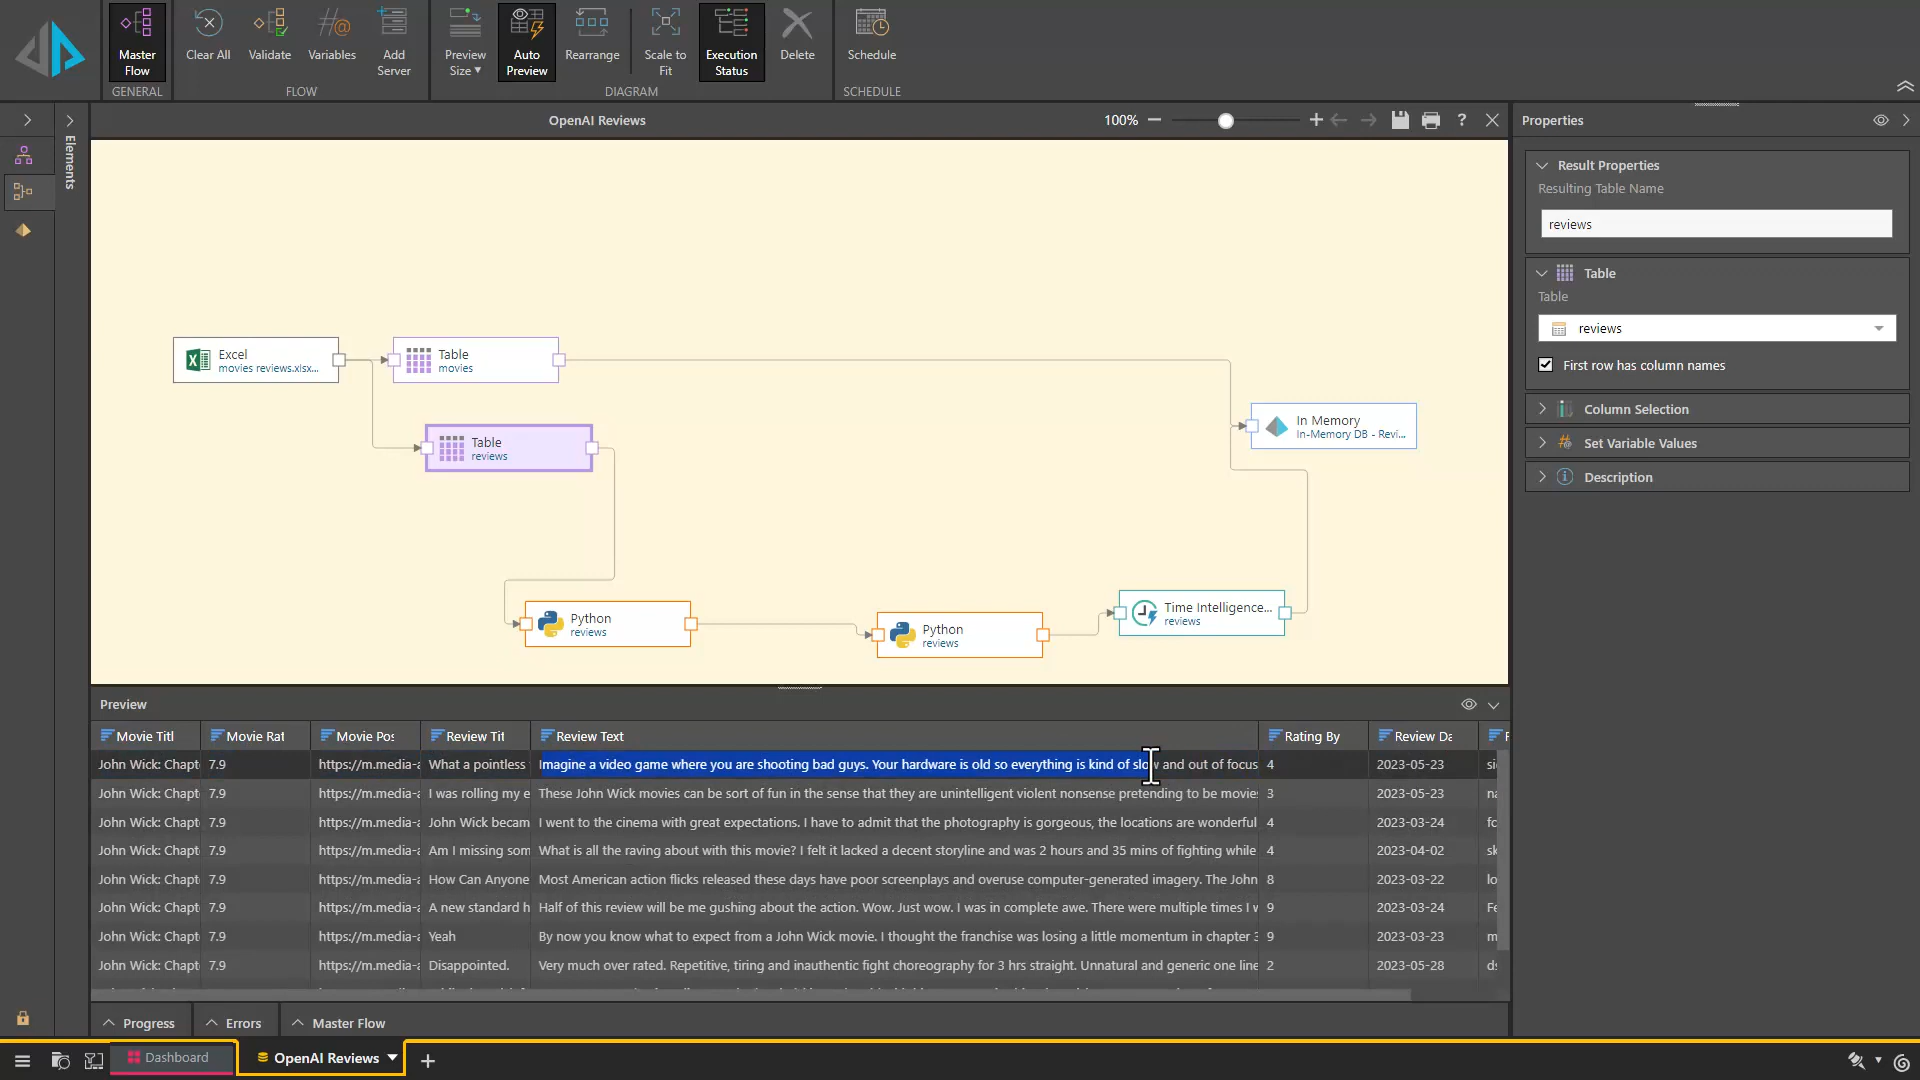 Master Flow
Clear All
Validate
Variables
Add Server
Preview Size
Auto Preview
Rearrange
Scale to Fit
Execution Status
Delete
Schedule
GENERAL
FLOW
DIAGRAM
SCHEDULE
Elements
OpenAI Reviews
100%
?
Properties
Result Properties
Resulting Table Name
reviews
Table
Table
reviews
First row has column names
Column Selection
Set Variable Values
Description
Excel
movies reviews.xlsx...
Table
movies
Table
reviews
In Memory
In-Memory DB - Revi...
Python
reviews
Python
reviews
Time Intelligence...
reviews
Preview
Movie Titl Movie Rat Movie Pos Review Tit Review Text Rating By Review Da
John Wick: Chapt 7.9 https://m.media-a What a pointless Imagine a video game where you are shooting bad guys. Your hardware is old so everything is kind of slow and out of focus 4 2023-05-23 si
John Wick: Chapt 7.9 https://m.media-a I was rolling my e These John Wick movies can be sort of fun in the sense that they are unintelligent violent nonsense pretending to be movies 3 2023-05-23 na
John Wick: Chapt 7.9 https://m.media-a John Wick becam I went to the cinema with great expectations. I have to admit that the photography is gorgeous, the locations are wonderful 4 2023-03-24 fc
John Wick: Chapt 7.9 https://m.media-a Am I missing som What is all the raving about with this movie? I felt it lacked a decent storyline and was 2 hours and 35 mins of fighting while 4 2023-04-02 sk
John Wick: Chapt 7.9 https://m.media-a How Can Anyone Most American action flicks released these days have poor screenplays and overuse computer-generated imagery. The John 8 2023-03-22 lo
John Wick: Chapt 7.9 https://m.media-a A new standard h Half of this review will be me gushing about the action. Wow. Just wow. I was in complete awe. There were multiple times I w 9 2023-03-24 Fe
John Wick: Chapt 7.9 https://m.media-a Yeah By now you know what to expect from a John Wick movie. I thought the franchise was losing a little momentum in chapter 3 9 2023-03-23 m
John Wick: Chapt 7.9 https://m.media-a Disappointed. Very much over rated. Repetitive, tiring and inauthentic fight choreography for 3 hrs straight. Unnatural and generic one line 2 2023-05-28 ds
Progress
Errors
Master Flow
Dashboard
OpenAI Reviews